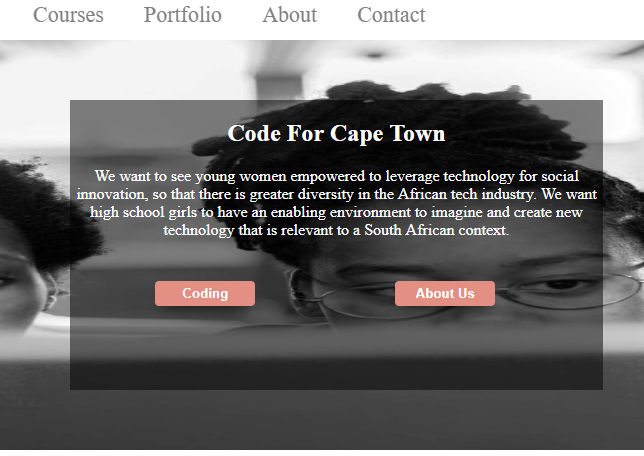 Courses Portfolio About Contact
Code For Cape Town
We want to see young women empowered to leverage technology for social
innovation, so that there is greater diversity in the African tech industry. We want
high school girls to have an enabling environment to imagine and create new
technology that is relevant to a South African context.
Coding About Us